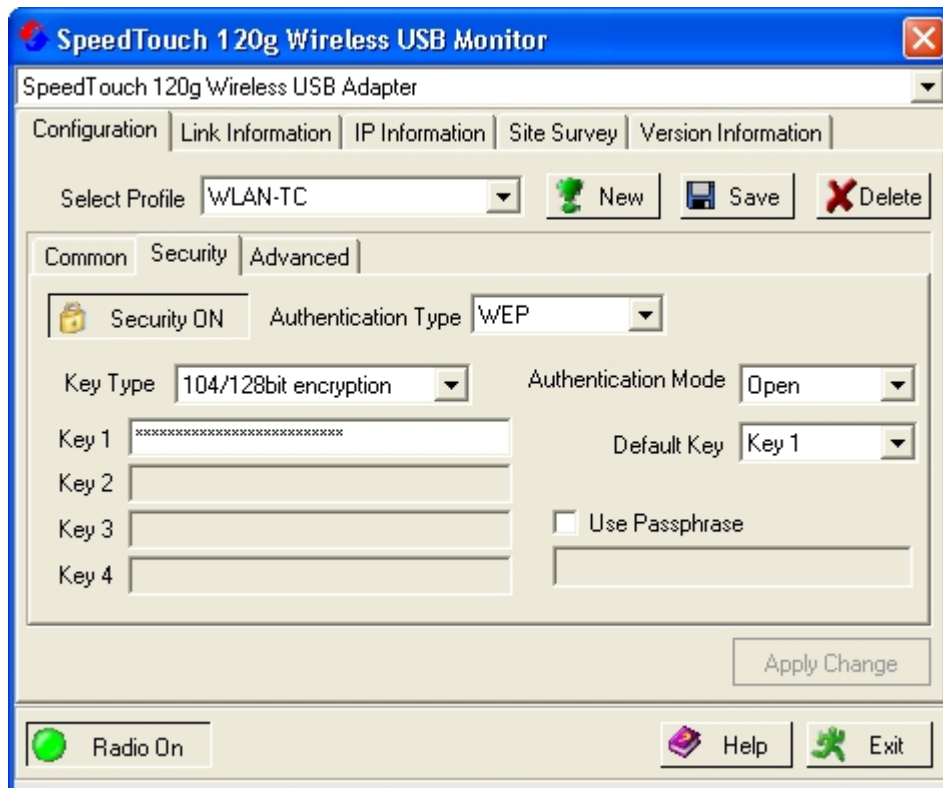 SpeedTouch 120g Wireless USB Monitor
SpeedTouch 120g Wireless USB Adapter
Configuration Link Information IP Information Site Survey Version Information
Select Profile WLAN-TC New Save Delete
Common Security Advanced
Security ON Authentication Type WEP
Key Type 104/128bit encryption Authentication Mode Open
Key 1 ************************** Default Key Key 1
Key 2
Key 3 Use Passphrase
Key 4
Apply Change
Radio On Help Exit